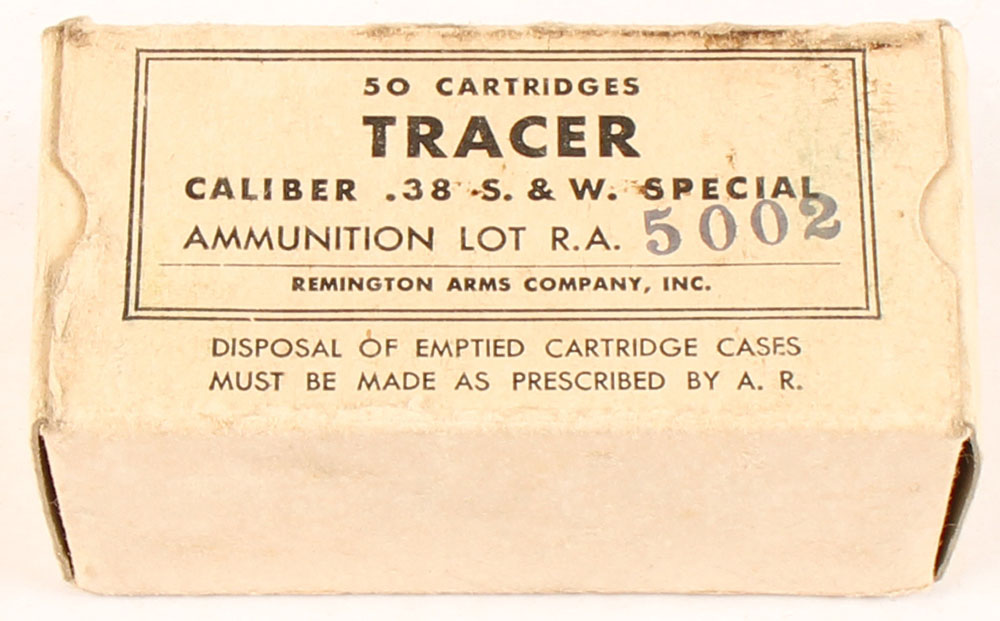 50 CARTRIDGES
TRACER
CALIBER .38 S. & W. SPECIAL
AMMUNITION LOT R.A. 5002
REMINGTON ARMS COMPANY, INC.
DISPOSAL OF EMPTIED CARTRIDGE CASES
MUST BE MADE AS PRESCRIBED BY A. R.